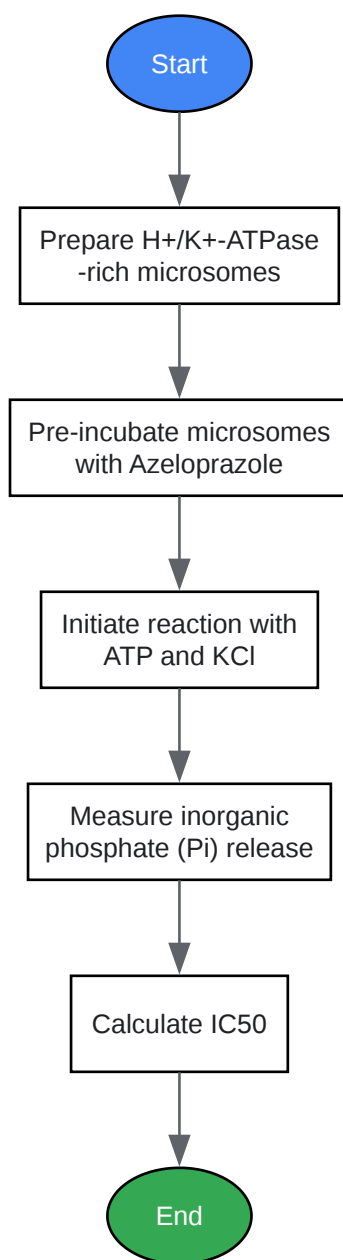 Start
Prepare H+/K+-ATPase
-rich microsomes
Pre-incubate microsomes
with Azeloprazole
Initiate reaction with
ATP and KCl
Measure inorganic
phosphate (Pi) release
Calculate IC50
End